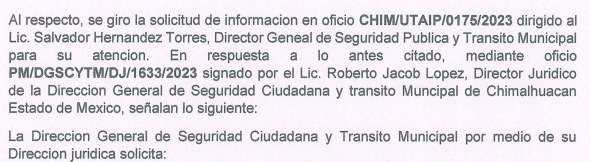 Al respecto, se giro la solicitud de informacion en oficio CHIM/UTAIP/0175/2023 dirigido al
Lic. Salvador Hernandez Torres, Director Geneal de Seguridad Publica y Transito Municipal
para su atencion. En respuesta a lo antes citado, mediante oficio
PM/DGSCYTM/DJ/1633/2023 signado por el Lic. Roberto Jacob Lopez, Director Juridico
de la Direccion General de Seguridad Ciudadana y transito Muncipal de Chimalhuacan
Estado de Mexico, señalan lo siguiente:
La Direccion General de Seguridad Ciudadana y Transito Municipal por medio de su
Direccion juridica solicita: